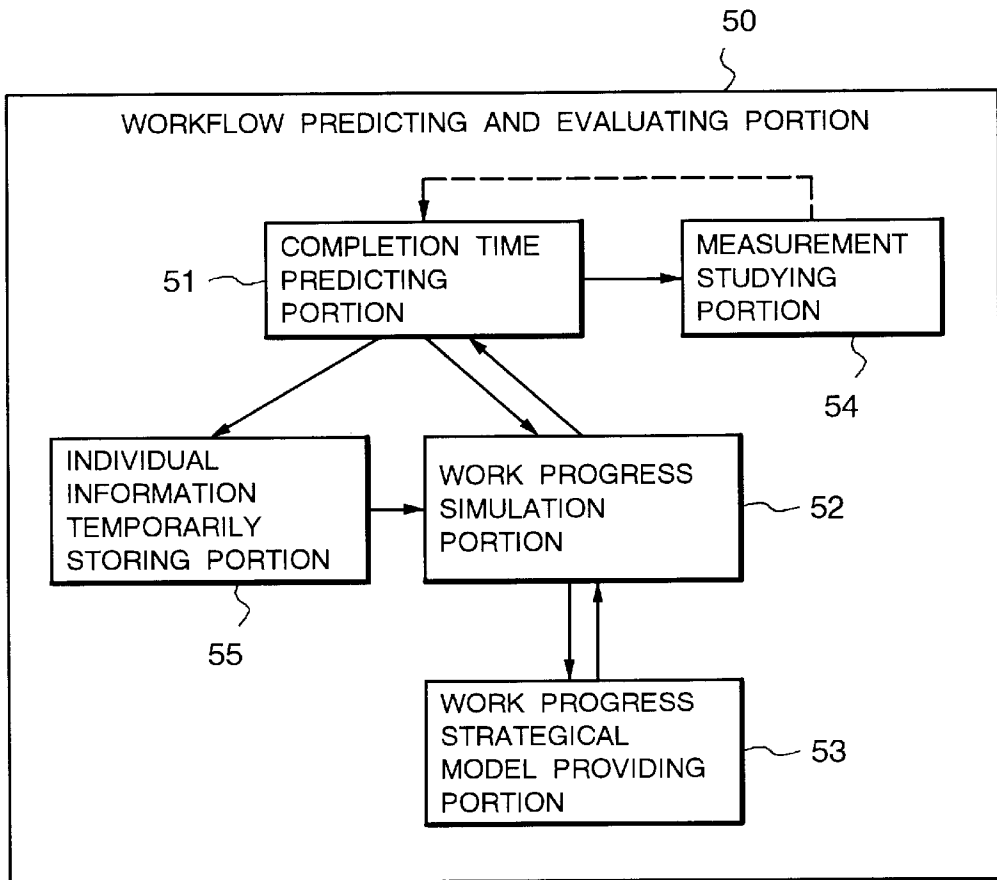 50
WORKFLOW PREDICTING AND EVALUATING PORTION
51
COMPLETION TIME
PREDICTING
PORTION
MEASUREMENT
STUDYING
PORTION
54
INDIVIDUAL
INFORMATION
TEMPORARILY
STORING PORTION
55
WORK PROGRESS
SIMULATION
PORTION
52
WORK PROGRESS
STRATEGICAL
MODEL PROVIDING
PORTION
53